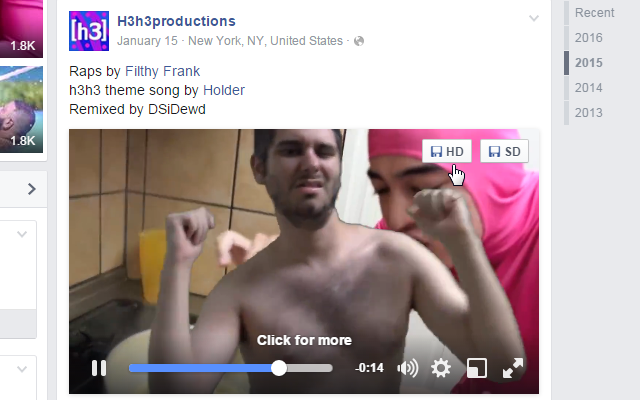 1.8K
1.8K
[h3]
H3h3productions
January 15 · New York, NY, United States ·
Raps by Filthy Frank
h3h3 theme song by Holder
Remixed by DSiDewd
HD
SD
Click for more
-0:14
Recent
2016
2015
2014
2013